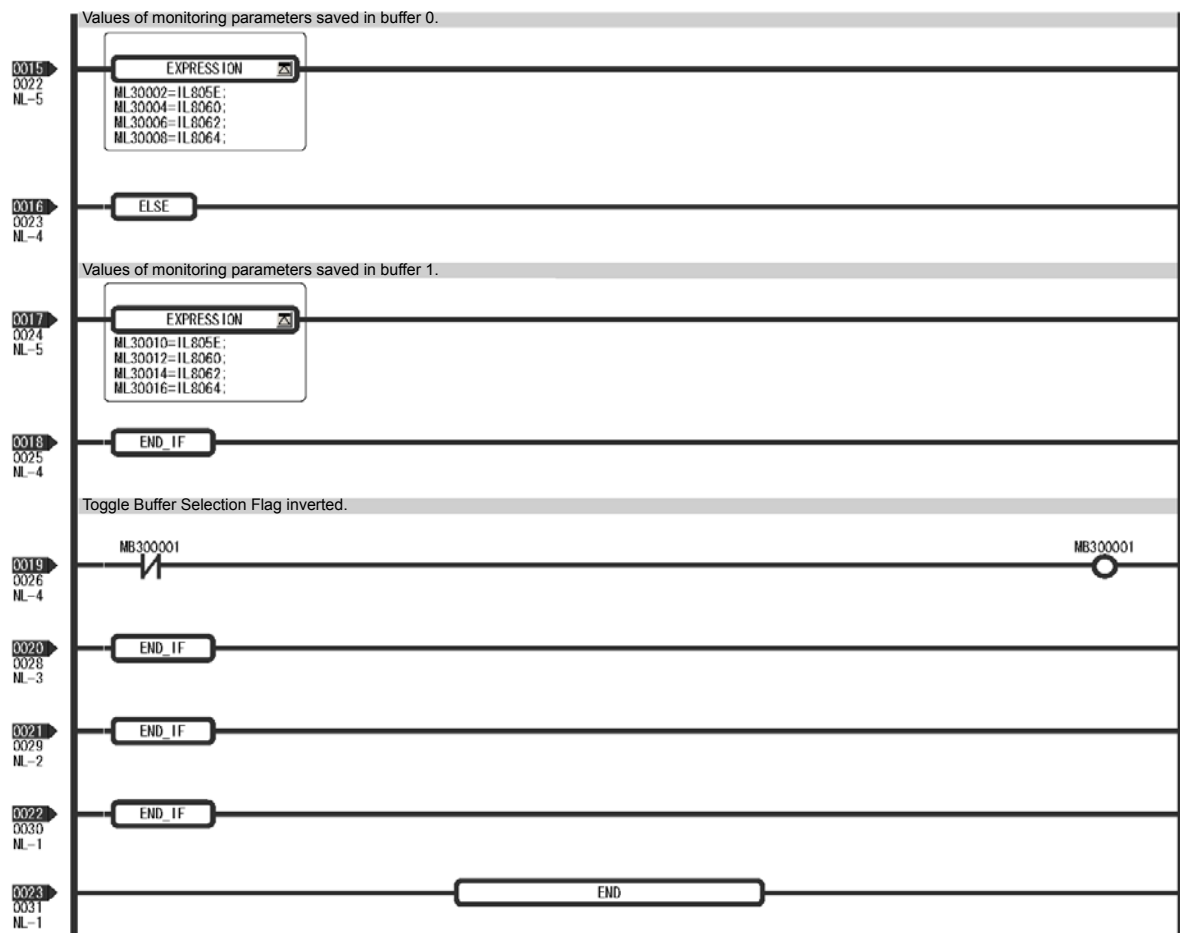 Values of monitoring parameters saved in buffer 0.
0015
0022
NL-5
EXPRESSION
ML30002=IL805E;
ML30004=IL8060;
ML30006=IL8062;
ML30008=IL8064;
0016
0023
NL-4
ELSE
Values of monitoring parameters saved in buffer 1.
0017
0024
NL-5
EXPRESSION
ML30010=IL805E;
ML30012=IL8060;
ML30014=IL8062;
ML30016=IL8064;
0018
0025
NL-4
END_IF
Toggle Buffer Selection Flag inverted.
MB300001 MB300001
0019
0026
NL-4
0020
0028
NL-3
END_IF
0021
0029
NL-2
END_IF
0022
0030
NL-1
END_IF
0023
0031
NL-1
END